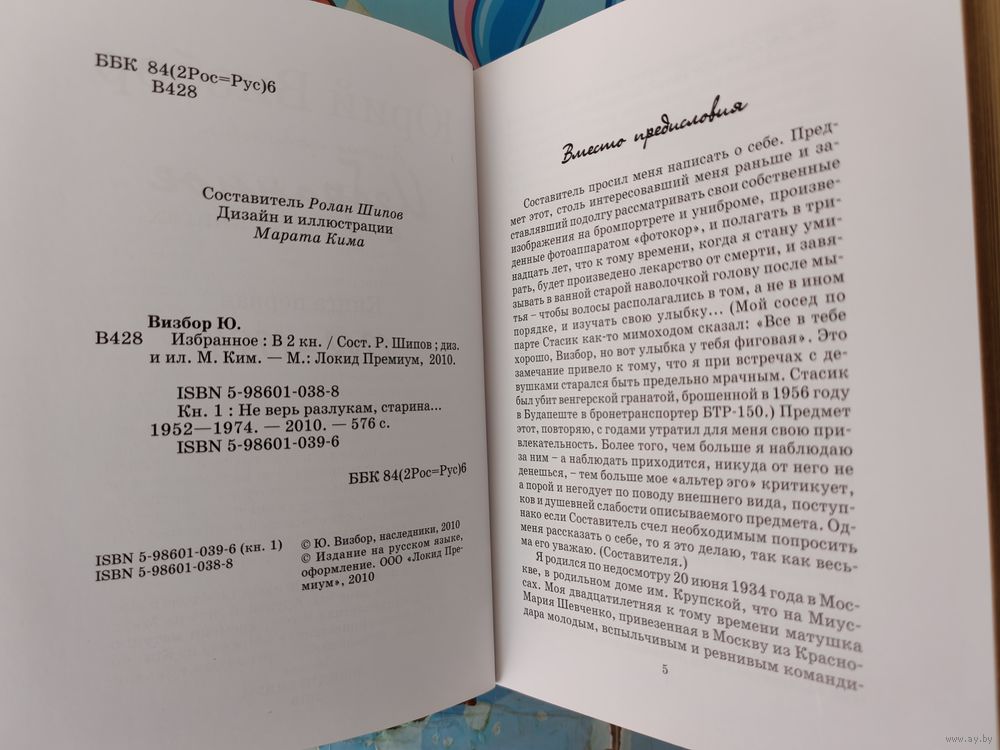 ББК 84(2Рос=Рус)6
В428
Составитель Ролан Шипов
Дизайн и иллюстрации
Марата Кима
Визбор Ю.
В428 Избранное : В 2 кн. / Сост. Р. Шипов ; диз.
и ил. М. Ким. — М.: Локид Премиум, 2010.
ISBN 5-98601-038-8
Кн. 1 : Не верь разлукам, старина...
1952—1974. — 2010. — 576 с.
ISBN 5-98601-039-6
ББК 84(2Рос=Рус)6
ISBN 5-98601-039-6 (кн. 1)
ISBN 5-98601-038-8
© Ю. Визбор, наследники, 2010
© Издание на русском языке,
оформление. ООО «Локид Пре-
миум», 2010
Вместо предисловия
Составитель просил меня написать о себе. Пред-
мет этот, столь интересовавший меня раньше и за-
ставлявший подолгу рассматривать свои собственные
изображения на бромпортрете и униброме, произве-
денные фотоаппаратом «фотокор», и полагать в три-
надцать лет, что к тому времени, когда я стану уми-
рать, будет произведено лекарство от смерти, и завя-
зывать в ванной старой наволочкой голову после мы-
тья – чтобы волосы располагались в том, а не в ином
порядке, и изучать свою улыбку... (Мой сосед по
парте Стасик как-то мимоходом сказал: «Все в тебе
хорошо, Визбор, но вот улыбка у тебя фиговая». Это
замечание привело к тому, что я при встречах с де-
вушками старался быть предельно мрачным. Стасик
был убит венгерской гранатой, брошенной в 1956 году
в Будапеште в бронетранспортер БТР-150.) Предмет
этот, повторяю, с годами утратил для меня свою при-
влекательность. Более того, чем больше я наблюдаю
за ним – а наблюдать приходится, никуда от него не
денешься, – тем больше мое «альтер эго» критикует,
а порой и негодует по поводу внешнего вида, поступ-
ков и душевней слабости описываемого предмета. Од-
нако если Составитель счел необходимым попросить
меня рассказать о себе, то я это делаю, так как весь-
ма его уважаю. (Составителя.)
Я родился по недосмотру 20 июня 1934 года в Мос-
кве, в родильном доме им. Крупской, что на Миус-
сах. Моя двадцатилетняя к тому времени матушка
Мария Шевченко, привезенная в Москву из Красно-
дара молодым, вспыльчивым и ревнивым команди-
5
www.ay.by